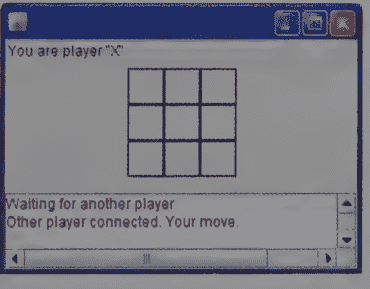 You are player "X"
Waiting for another player
Other player connected. Your move.